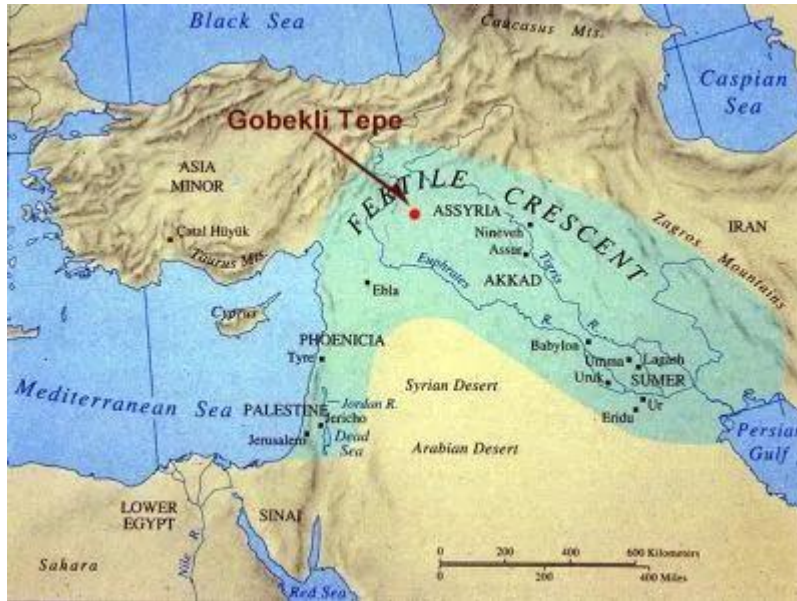 Black Sea
Caucasus Mts.
Caspian
Sea
Gobekli Tepe
ASIA
MINOR
FERTILE CRESCENT
ASSYRIA
Nineveh
Assur
Zagros Mountains
IRAN
Çatal Hüyük
Taurus Mts.
Euphrates R.
Tigris R.
AKKAD
Ebla
Cyprus
PHOENICIA
Tyre
Babylon
Umma
Lagash
Uruk
SUMER
Ur
Eridu
Syrian Desert
Mediterranean Sea
PALESTINE
Jordan R.
Jericho
Jerusalem
Dead
Sea
Arabian Desert
Persian
Gulf
LOWER
EGYPT
SINAI
Nile R.
Sahara
Red Sea
0 200 400 600 Kilometers
0 200 400 Miles